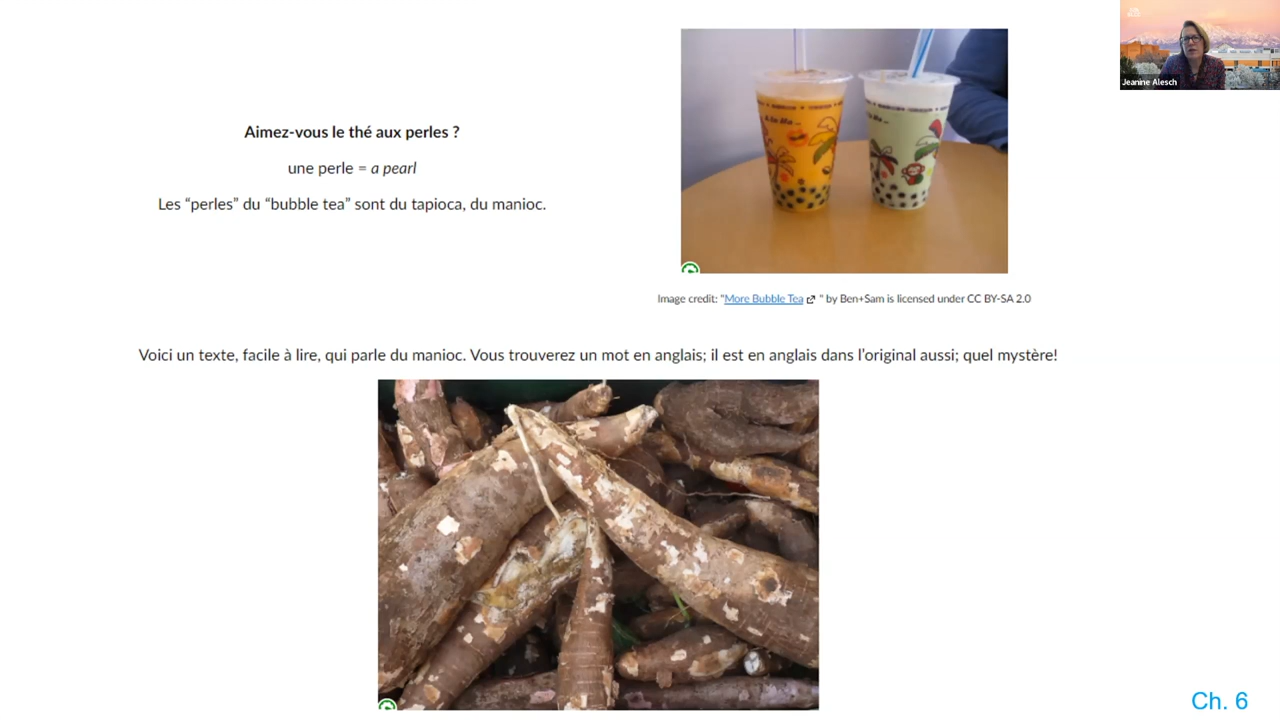 Jeanine Alesch
Aimez-vous le thé aux perles ?
une perle = a pearl
Les “perles” du “bubble tea” sont du tapioca, du manioc.
Image credit: “More Bubble Tea ” by Ben+Sam is licensed under CC BY-SA 2.0
Voici un texte, facile à lire, qui parle du manioc. Vous trouverez un mot en anglais; il est en anglais dans l’original aussi; quel mystère!
Ch. 6